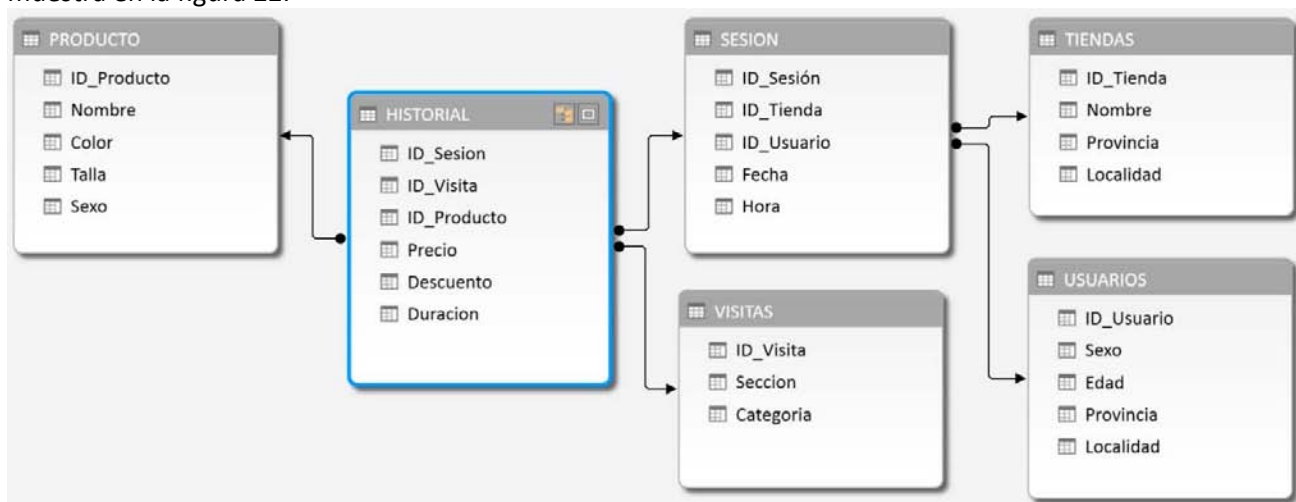 muestra en la figura 22.
PRODUCTO
ID_Producto
Nombre
Color
Talla
Sexo
HISTORIAL
ID_Sesion
ID_Visita
ID_Producto
Precio
Descuento
Duracion
SESION
ID_Sesión
ID_Tienda
ID_Usuario
Fecha
Hora
VISITAS
ID_Visita
Seccion
Categoria
TIENDAS
ID_Tienda
Nombre
Provincia
Localidad
USUARIOS
ID_Usuario
Sexo
Edad
Provincia
Localidad